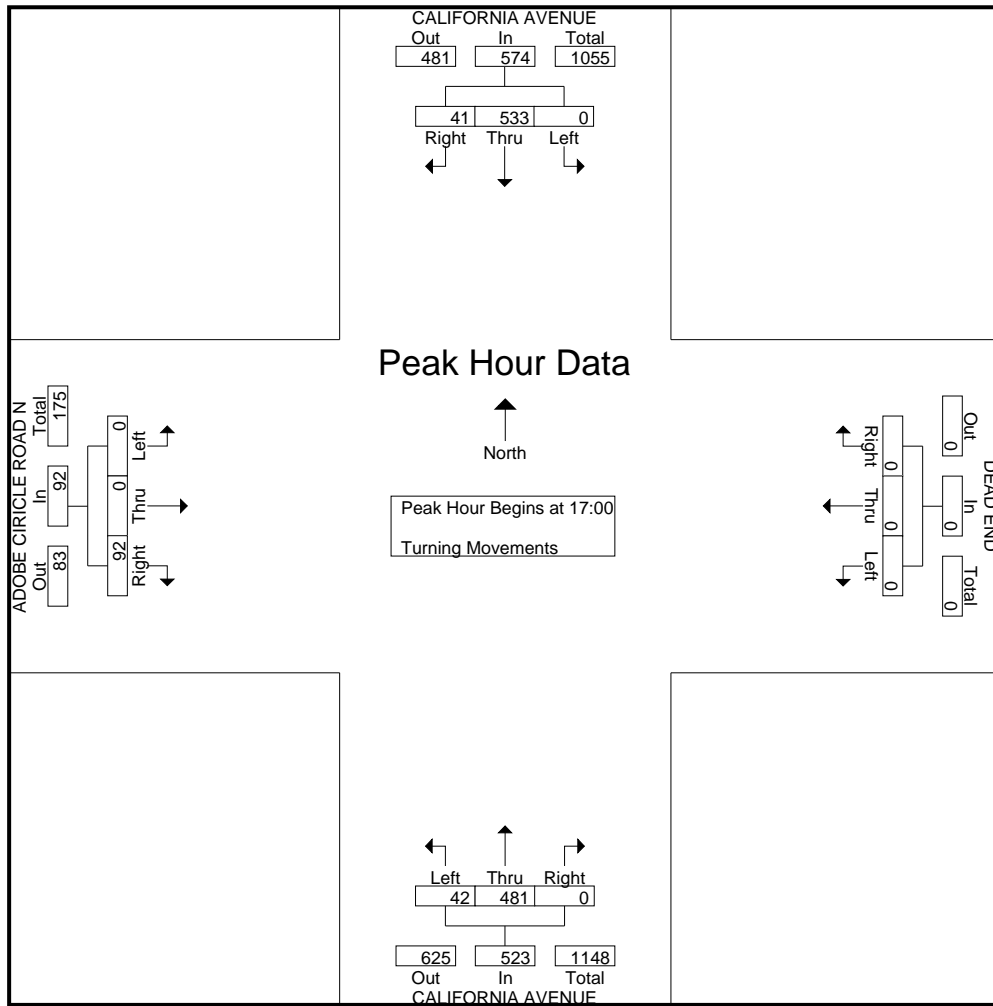 CALIFORNIA AVENUE
Out In Total
481 574 1055
41 533 0
Right Thru Left
Peak Hour Data
North
Peak Hour Begins at 17:00
Turning Movements
ADOBE CIRICLE ROAD N
Out In Total
83 92 175
92 0 0
Right Thru Left
DEAD END
Out In Total
0 0 0
Right Thru Left
0 0 0
Left Thru Right
42 481 0
625 523 1148
Out In Total
CALIFORNIA AVENUE